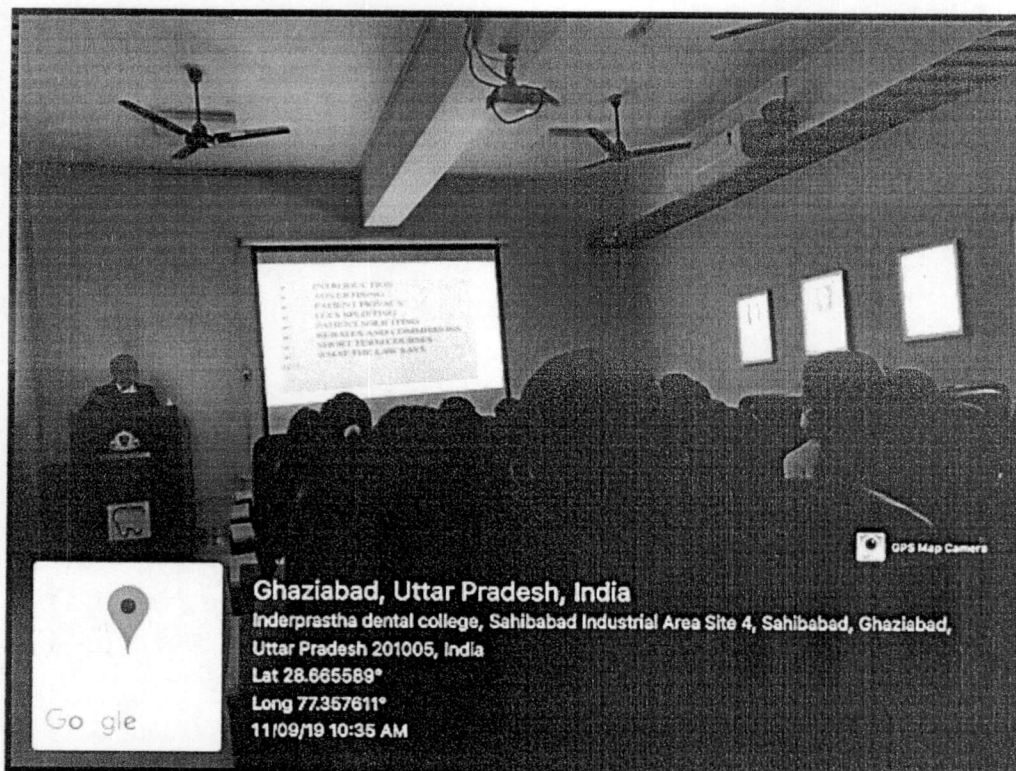 INTRODUCTION
ADVERTISING
PATIENT PRIVACY
FEES SPLITTING
PATIENT SOLICITING
REBATES AND COMMISSIONS
SHORT TERM COURSES
WHAT THE LAW SAYS
GPS Map Camera
Ghaziabad, Uttar Pradesh, India
Inderprastha dental college, Sahibabad Industrial Area Site 4, Sahibabad, Ghaziabad,
Uttar Pradesh 201005, India
Lat 28.665589°
Long 77.357611°
11/09/19 10:35 AM
Go gle